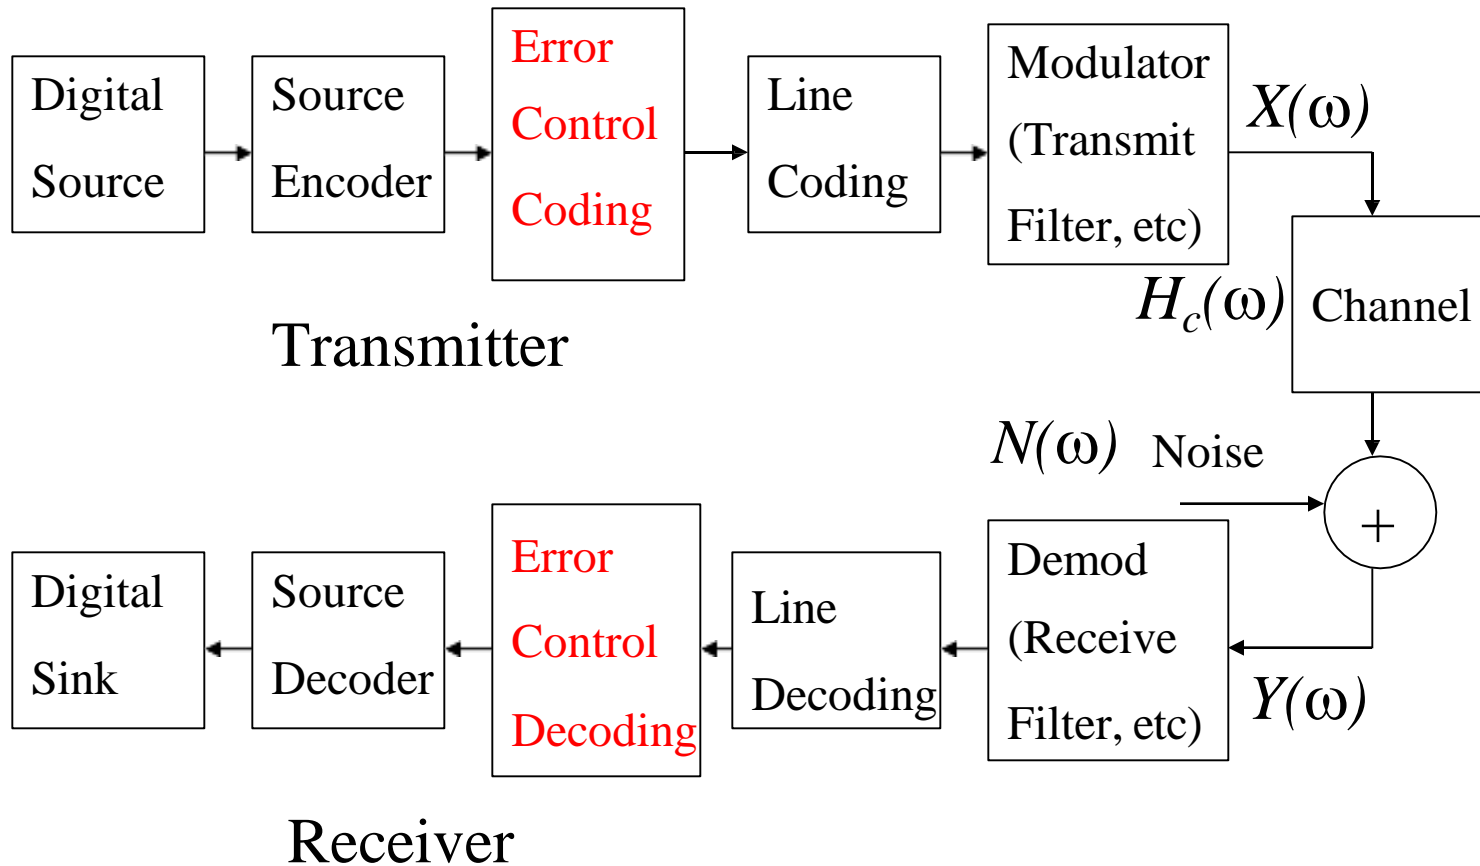 Digital
Source
Source
Encoder
Error
Control
Coding
Line
Coding
Modulator
(Transmit
Filter, etc)
X(ω)
H_c(ω)
Channel
Transmitter
N(ω)
Noise
+
Digital
Sink
Source
Decoder
Error
Control
Decoding
Line
Decoding
Demod
(Receive
Filter, etc)
Y(ω)
Receiver